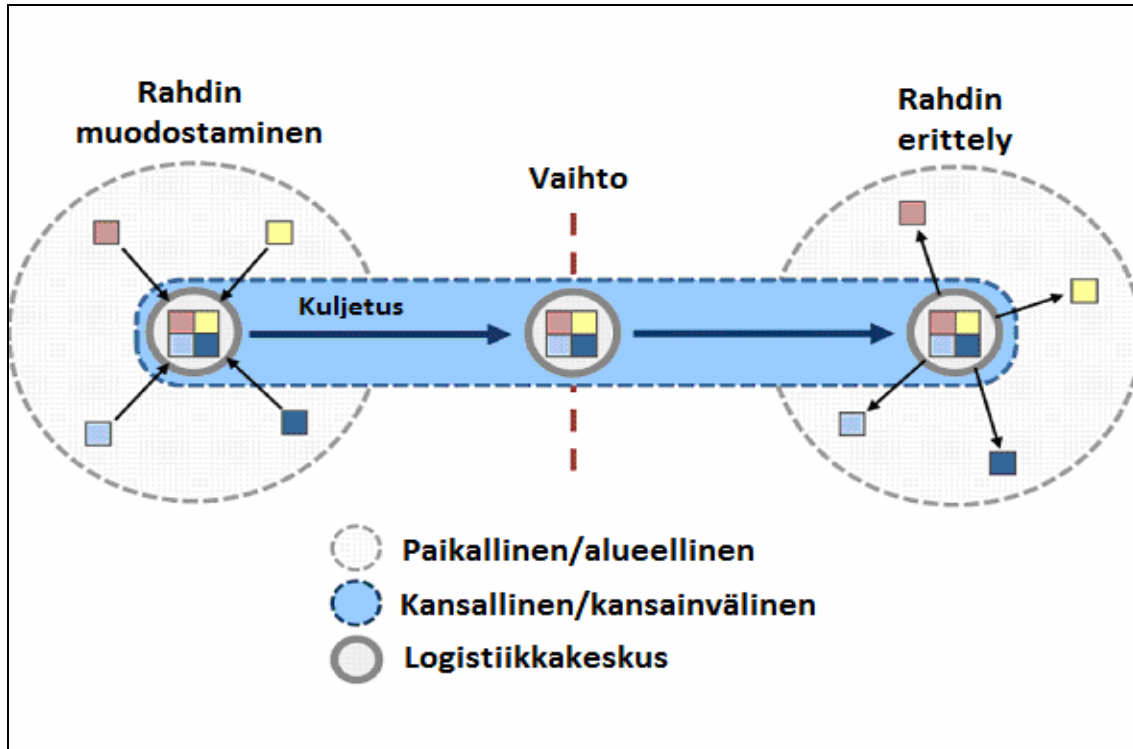 Rahdin
muodostaminen
Vaihto
Rahdin
erittely
Kuljetus
Paikallinen/alueellinen
Kansallinen/kansainvälinen
Logistiikkakeskus